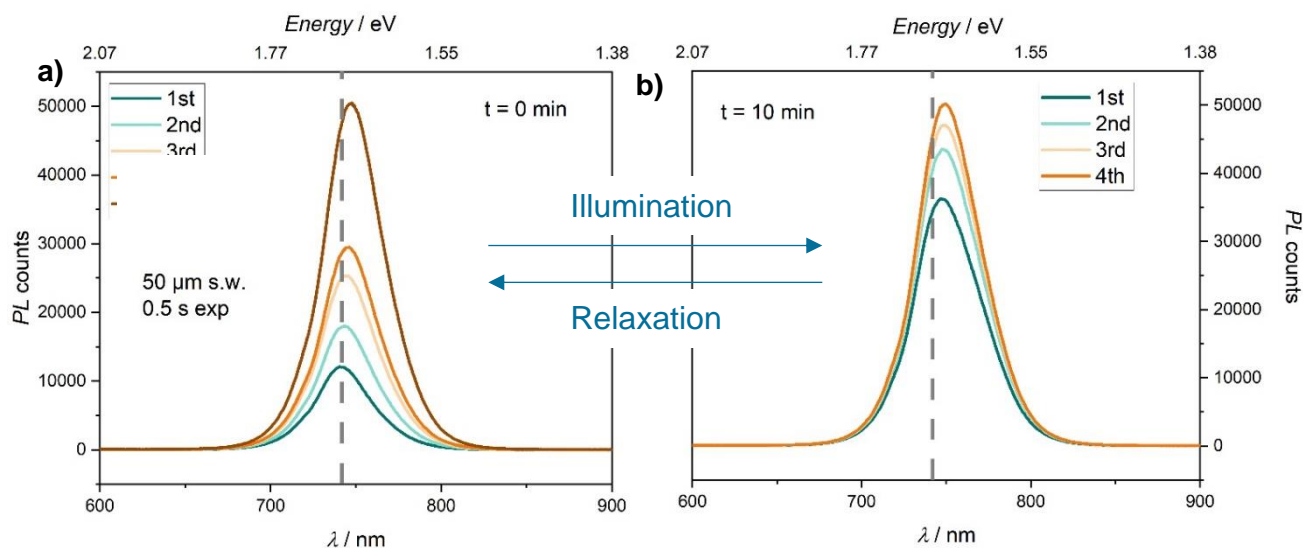 Energy / eV
2.07 1.77 1.55 1.38
a)
1st
2nd
3rd
t = 0 min
50000
40000
30000
20000
10000
0
PL counts
50 µm s.w.
0.5 s exp
600 700 800 900
λ / nm
Illumination
Relaxation
Energy / eV
2.07 1.77 1.55 1.38
b)
t = 10 min
1st
2nd
3rd
4th
50000
40000
30000
20000
10000
0
PL counts
600 700 800 900
λ / nm